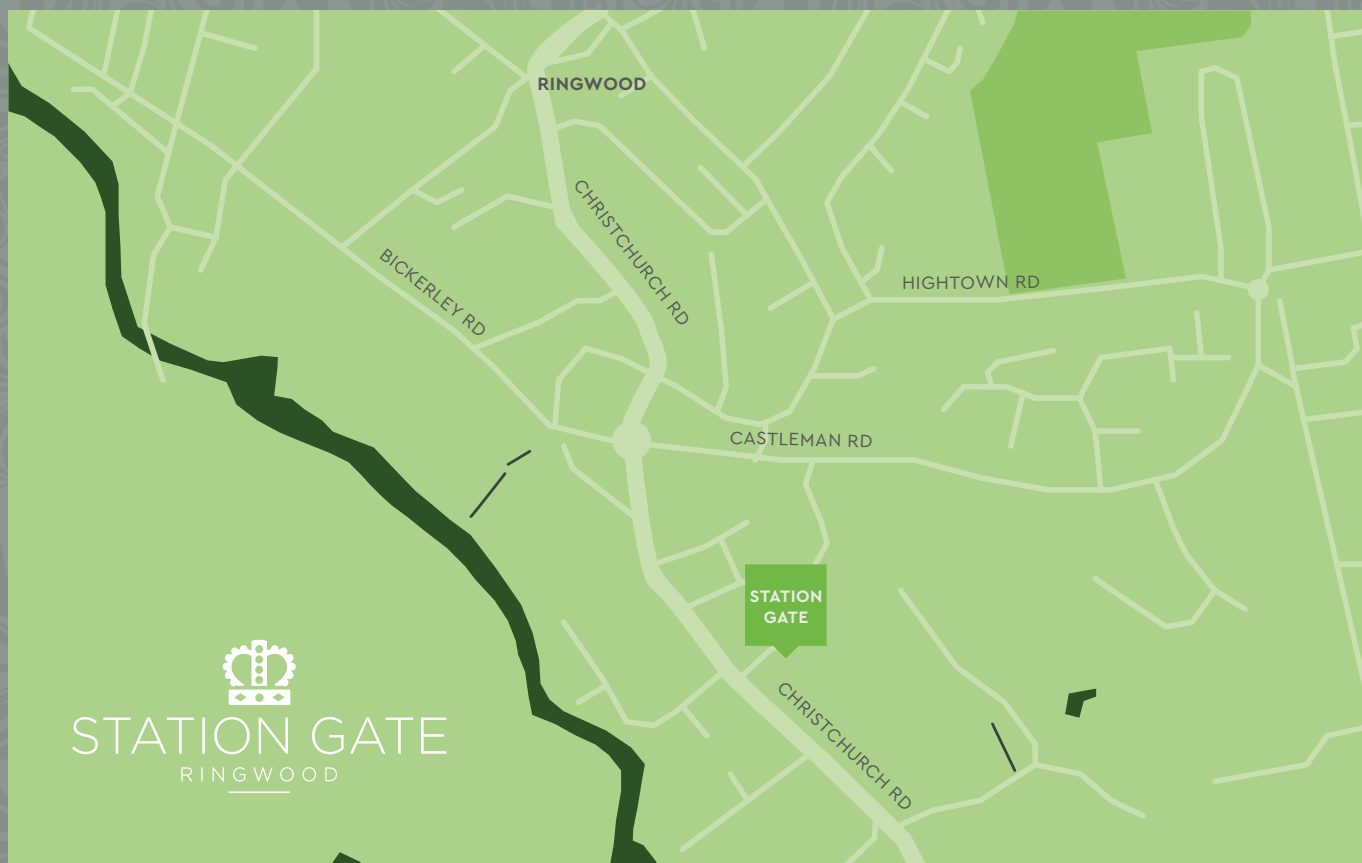 RINGWOOD
CHRISTCHURCH RD
BICKERLEY RD
HIGHTOWN RD
CASTLEMAN RD
STATION
GATE
CHRISTCHURCH RD
STATION GATE
RINGWOOD